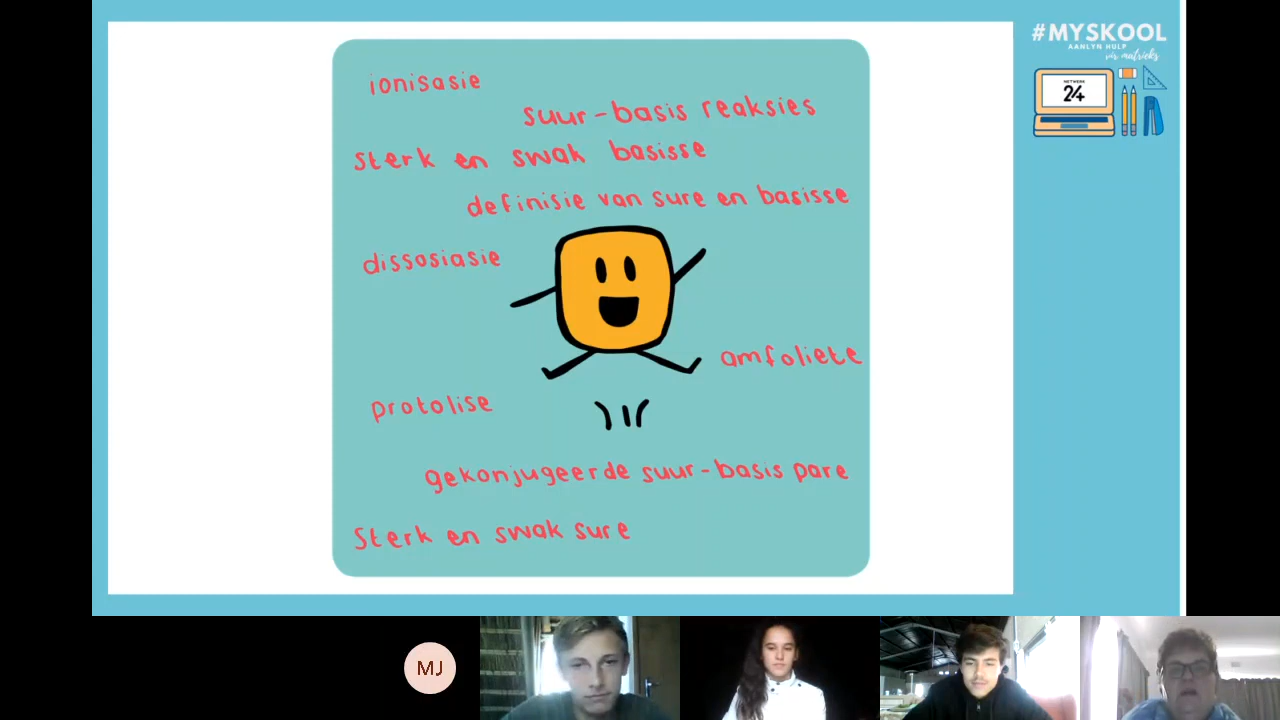 ionisasie
suur-basis reaksies
sterk en swak basisse
definisie van sure en basisse
dissosiasie
amfoliete
protolise
gekonjugeerde suur-basis pare
Sterk en swak sure
#MYSKOOL
AANLYN HULP
vir matrieks
NETWERK
24
MJ